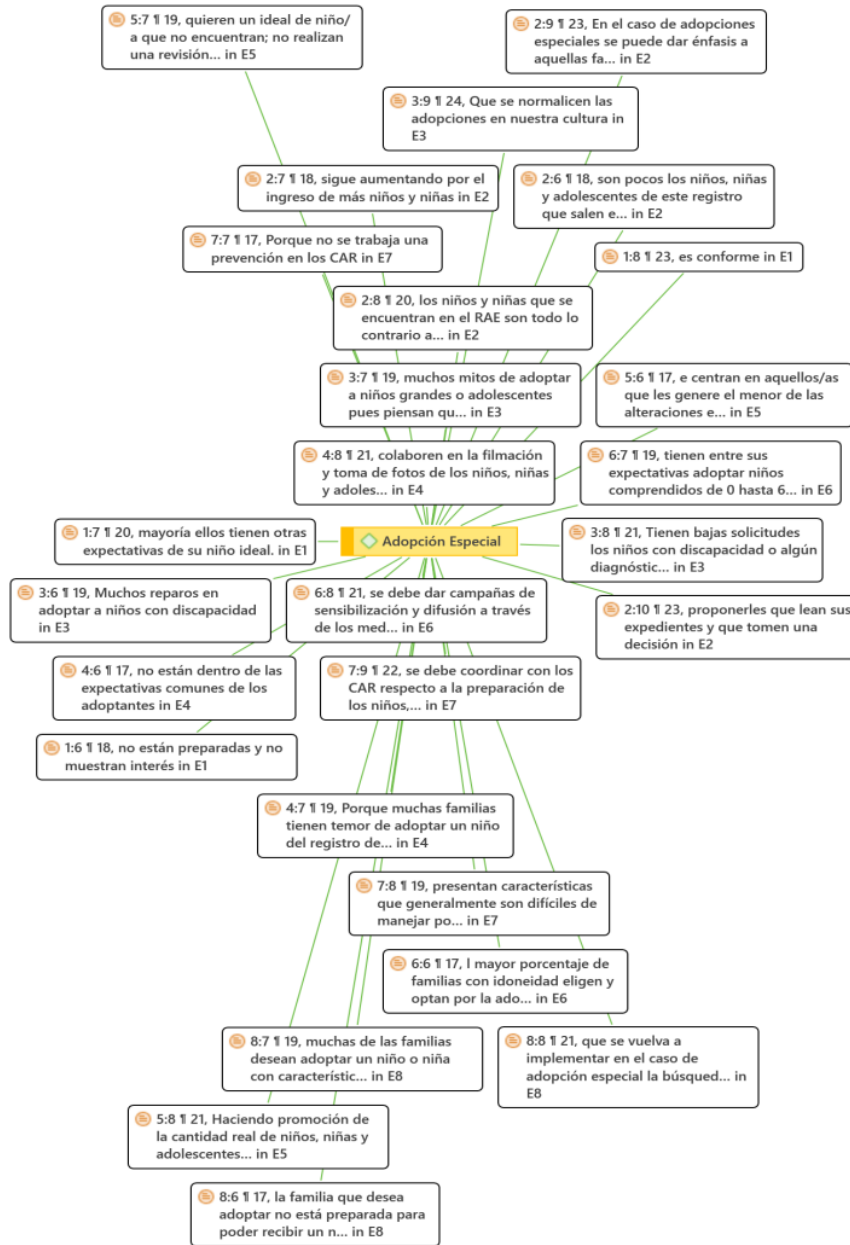 5:7 ¶ 19, quieren un ideal de niño/
a que no encuentran; no realizan
una revisión... in E5
2:9 ¶ 23, En el caso de adopciones
especiales se puede dar énfasis a
aquellas fa... in E2
3:9 ¶ 24, Que se normalicen las
adopciones en nuestra cultura in
E3
2:7 ¶ 18, sigue aumentando por el
ingreso de más niños y niñas in E2
2:6 ¶ 18, son pocos los niños, niñas
y adolescentes de este registro
que salen e... in E2
7:7 ¶ 17, Porque no se trabaja una
prevención en los CAR in E7
1:8 ¶ 23, es conforme in E1
2:8 ¶ 20, los niños y niñas que se
encuentran en el RAE son todo lo
contrario a... in E2
3:7 ¶ 19, muchos mitos de adoptar
a niños grandes o adolescentes
pues piensan qu... in E3
5:6 ¶ 17, e centran en aquellos/as
que les genere el menor de las
alteraciones e... in E5
4:8 ¶ 21, colaboren en la filmación
y toma de fotos de los niños, niñas
y adoles... in E4
6:7 ¶ 19, tienen entre sus
expectativas adoptar niños
comprendidos de 0 hasta 6... in E6
1:7 ¶ 20, mayoría ellos tienen otras
expectativas de su niño ideal. in E1
Adopción Especial
3:8 ¶ 21, Tienen bajas solicitudes
los niños con discapacidad o algún
diagnóstic... in E3
3:6 ¶ 19, Muchos reparos en
adoptar a niños con discapacidad
in E3
6:8 ¶ 21, se debe dar campañas de
sensibilización y difusión a través
de los med... in E6
2:10 ¶ 23, proponerles que lean sus
expedientes y que tomen una
decisión in E2
4:6 ¶ 17, no están dentro de las
expectativas comunes de los
adoptantes in E4
7:9 ¶ 22, se debe coordinar con los
CAR respecto a la preparación de
los niños,... in E7
1:6 ¶ 18, no están preparadas y no
muestran interés in E1
4:7 ¶ 19, Porque muchas familias
tienen temor de adoptar un niño
del registro de... in E4
7:8 ¶ 19, presentan características
que generalmente son difíciles de
manejar po... in E7
6:6 ¶ 17, l mayor porcentaje de
familias con idoneidad eligen y
optan por la ado... in E6
8:7 ¶ 19, muchas de las familias
desean adoptar un niño o niña
con característic... in E8
8:8 ¶ 21, que se vuelva a
implementar en el caso de
adopción especial la búsqued... in
E8
5:8 ¶ 21, Haciendo promoción de
la cantidad real de niños, niñas y
adolescentes... in E5
8:6 ¶ 17, la familia que desea
adoptar no está preparada para
poder recibir un n... in E8